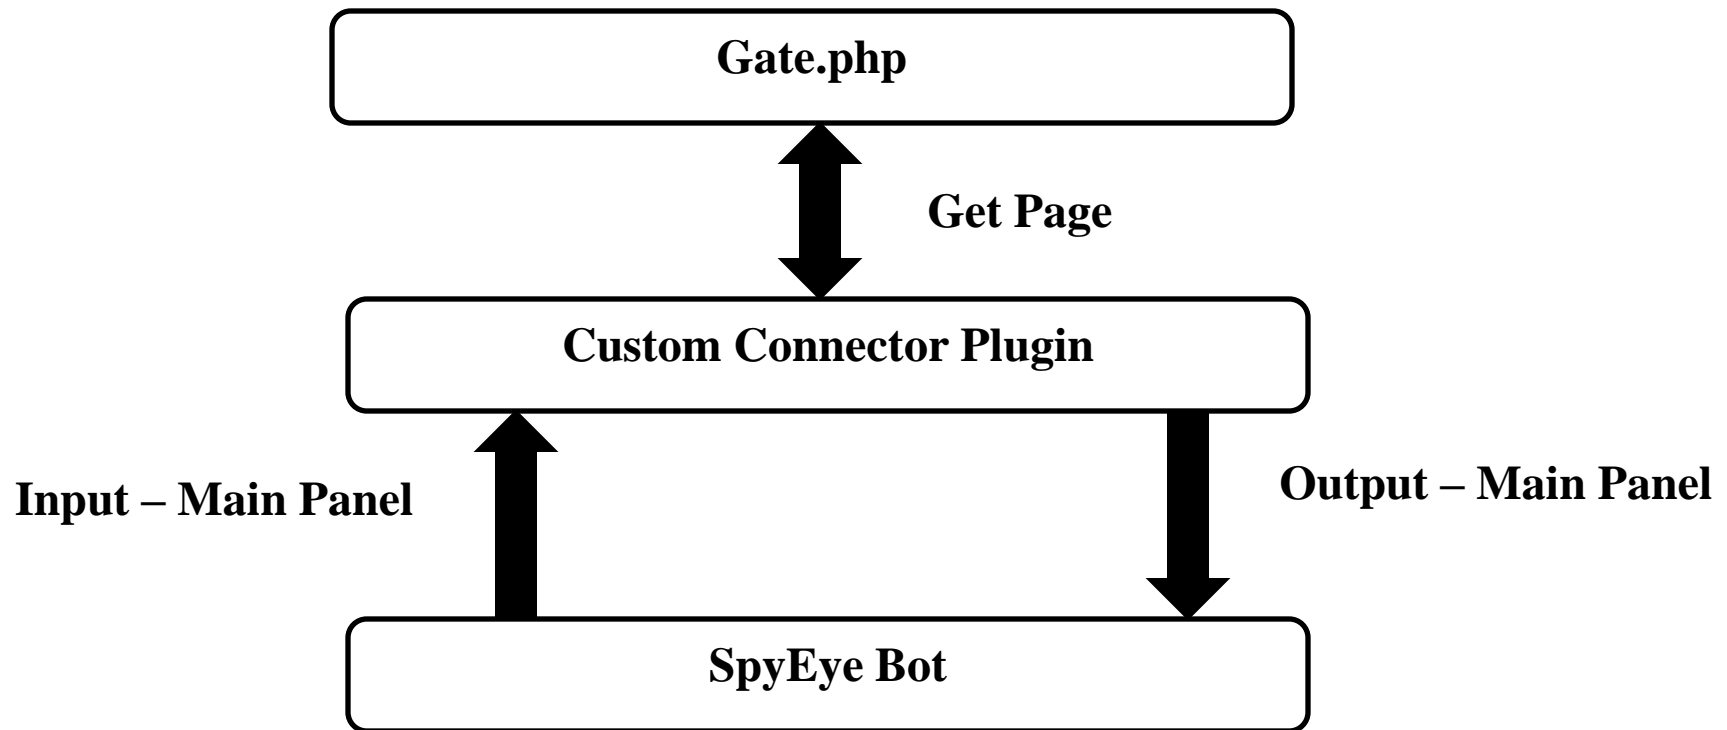 Gate.php
Get Page
Custom Connector Plugin
Input – Main Panel
Output – Main Panel
SpyEye Bot